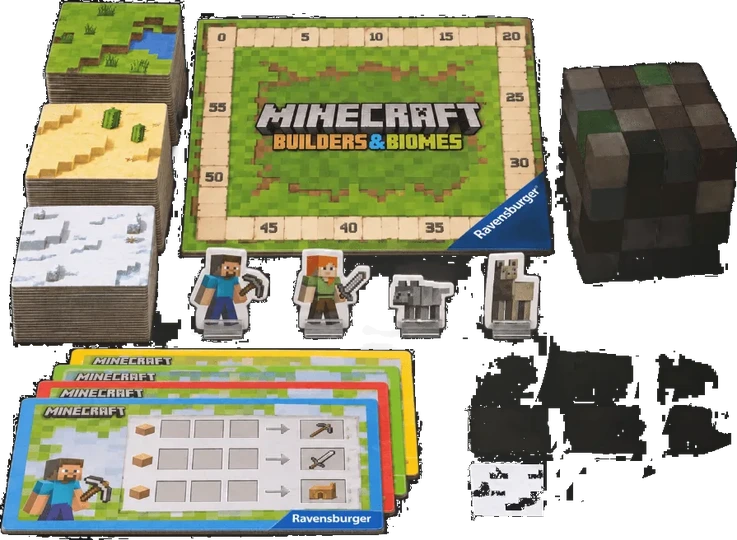 0 5 10 15 20
55
25
MINECRAFT
BUILDERS & BIOMES
50
30
45 40 35
Ravensburger
MINECRAFT
MINECRAFT
MINECRAFT
MINECRAFT
Ravensburger